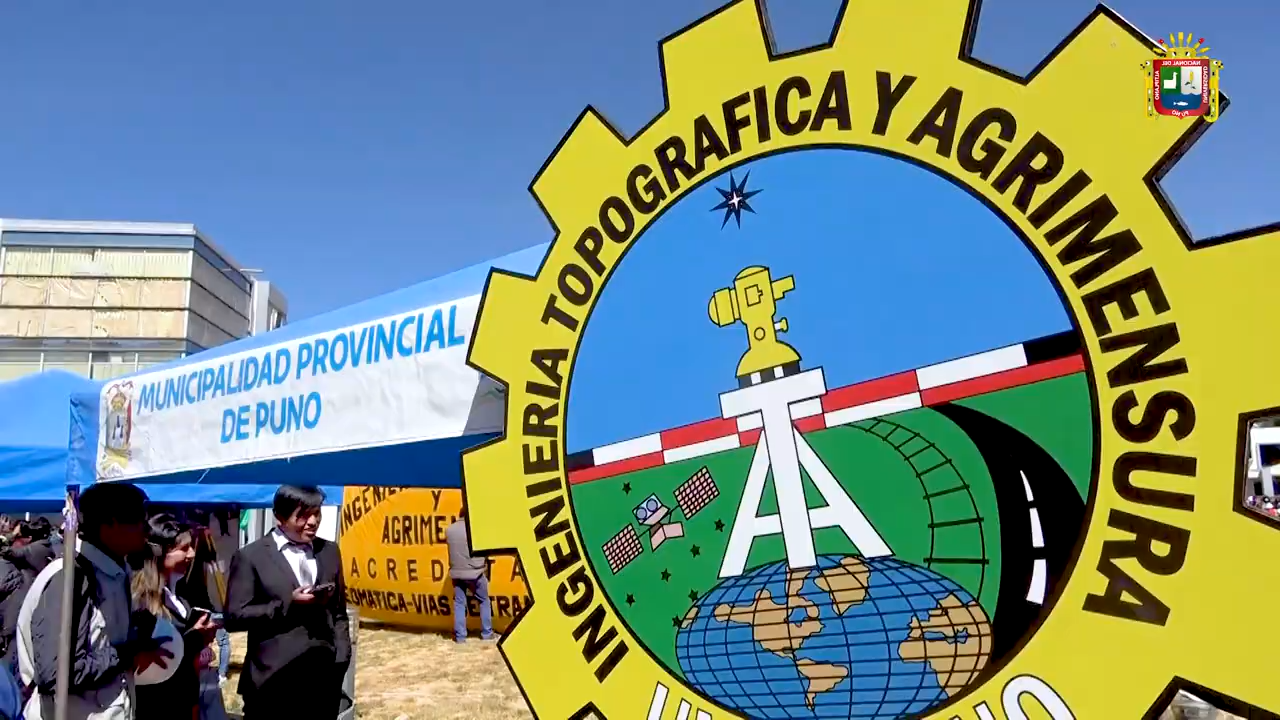 INGENIERIA TOPOGRAFICA Y AGRIMENSURA
MUNICIPALIDAD PROVINCIAL
DE PUNO
Y
AGRIME
ACREDITA